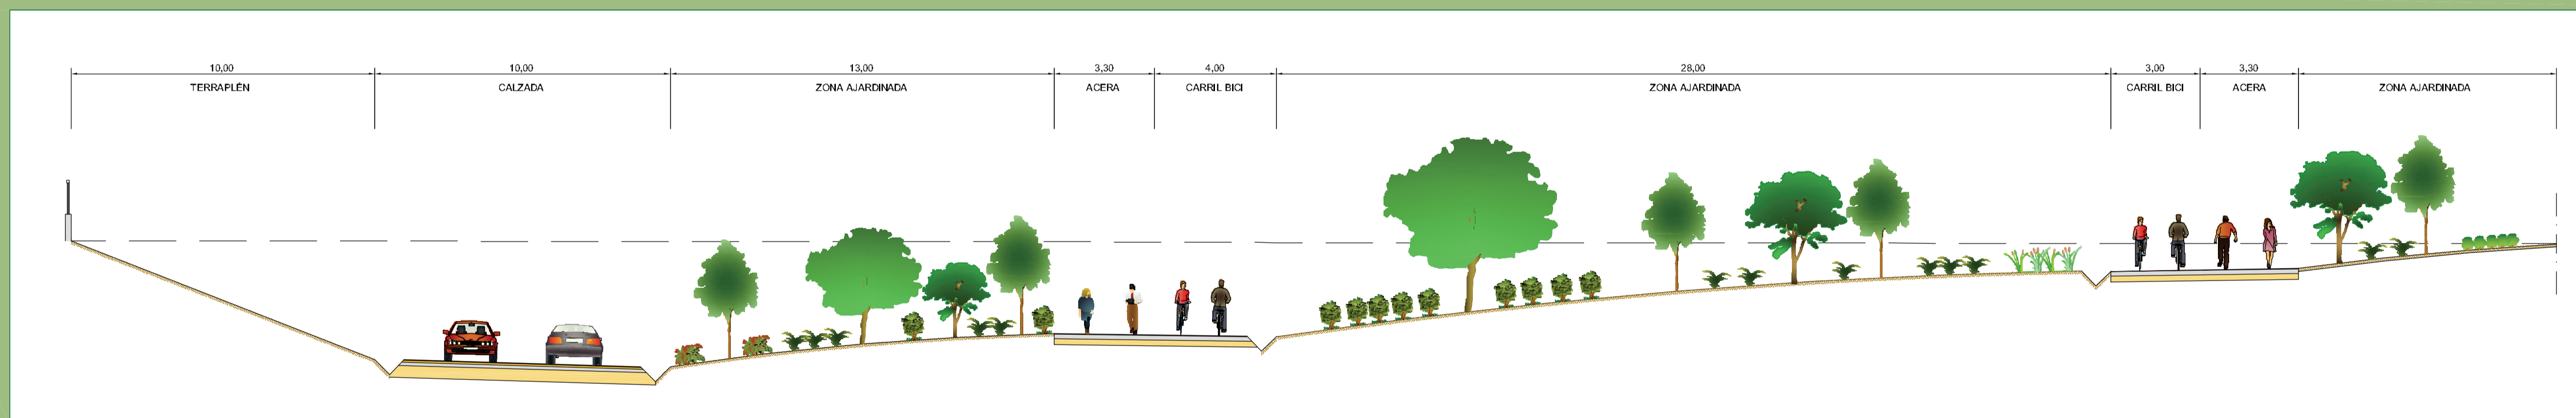 10,00 10,00 13,00 3,30 4,00 28,00 3,00 3,30
TERRAPLÉN CALZADA ZONA AJARDINADA ACERA CARRIL BICI ZONA AJARDINADA CARRIL BICI ACERA ZONA AJARDINADA